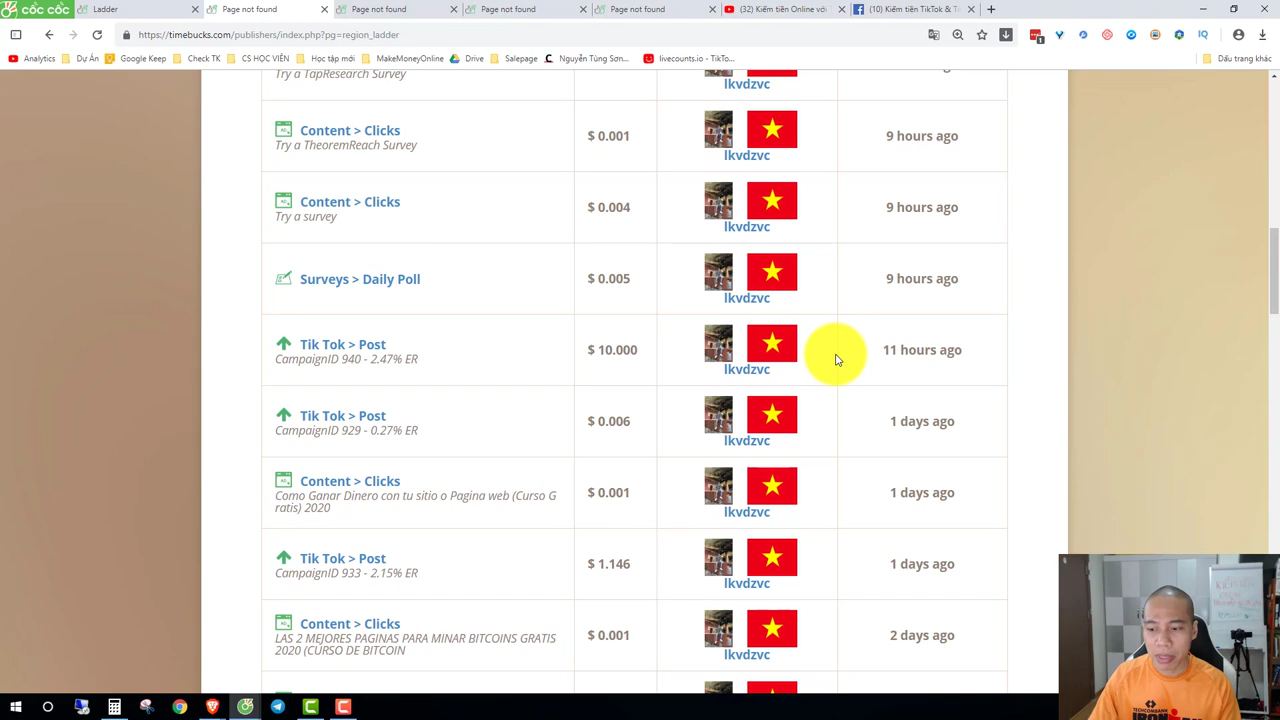 cốc cốc
Ladder
Page not found
Page not found
Page not found
Page not found
(32) Kiếm tiền Online với
(10) Kiếm tiền TikTok & Ti
https://timebucks.com/publishers/index.php?pg=region_ladder
Analytics
Dự Án
Google Keep
Check TK
CS HỌC VIÊN
Học tập mới
MakeMoneyOnline
Drive
Salepage
Nguyễn Tùng Sơn...
livecounts.io - TikTo...
Dấu trang khác
Try a TapResearch Survey
lkvdzvc
Content > Clicks
Try a TheoremReach Survey
$ 0.001
lkvdzvc
9 hours ago
Content > Clicks
Try a survey
$ 0.004
lkvdzvc
9 hours ago
Surveys > Daily Poll
$ 0.005
lkvdzvc
9 hours ago
Tik Tok > Post
CampaignID 940 - 2.47% ER
$ 10.000
lkvdzvc
11 hours ago
Tik Tok > Post
CampaignID 929 - 0.27% ER
$ 0.006
lkvdzvc
1 days ago
Content > Clicks
Como Ganar Dinero con tu sitio o Pagina web (Curso G
ratis) 2020
$ 0.001
lkvdzvc
1 days ago
Tik Tok > Post
CampaignID 933 - 2.15% ER
$ 1.146
lkvdzvc
1 days ago
Content > Clicks
LAS 2 MEJORES PAGINAS PARA MINAR BITCOINS GRATIS
2020 (CURSO DE BITCOIN
$ 0.001
lkvdzvc
2 days ago
TECHCOMBANK